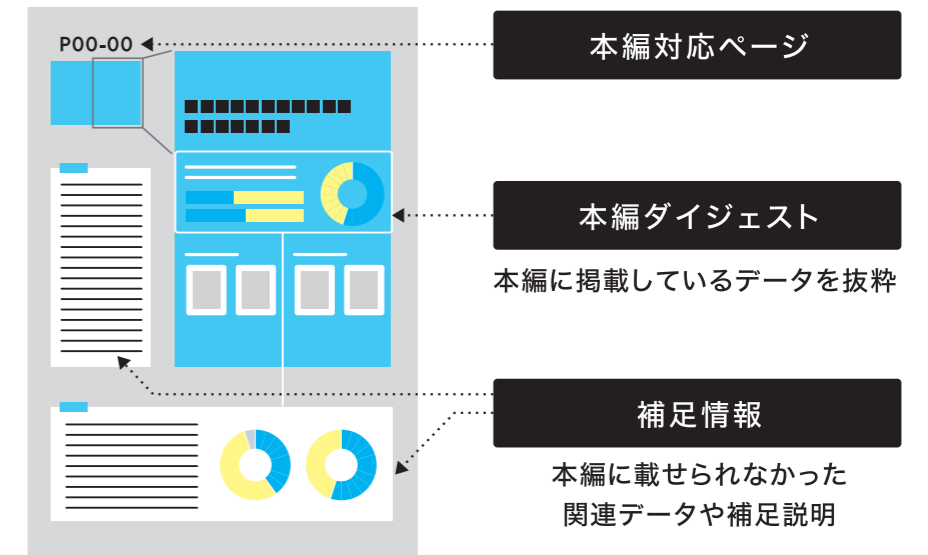 P00-00
本編対応ページ
本編ダイジェスト
本編に掲載しているデータを抜粋
補足情報
本編に載せられなかった
関連データや補足説明